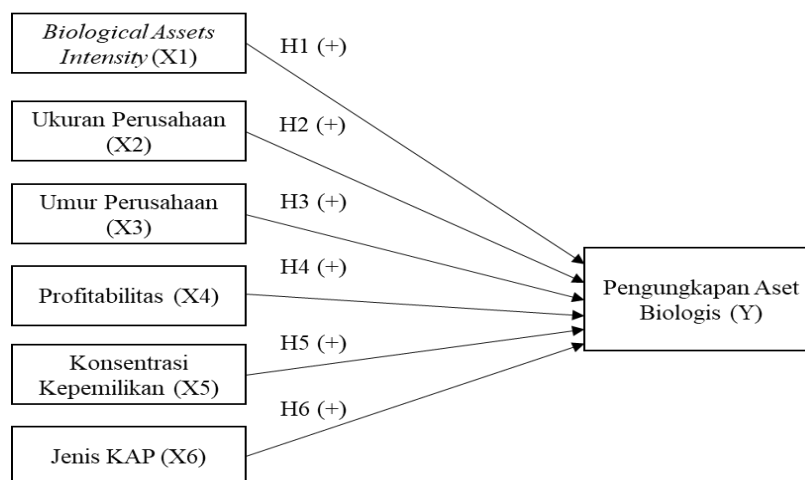 Biological Assets
Intensity (X1)
H1 (+)
Ukuran Perusahaan
(X2)
H2 (+)
Umur Perusahaan
(X3)
H3 (+)
Profitabilitas (X4)
H4 (+)
Konsentrasi
Kepemilikan (X5)
H5 (+)
Jenis KAP (X6)
H6 (+)
Pengungkapan Aset
Biologis (Y)